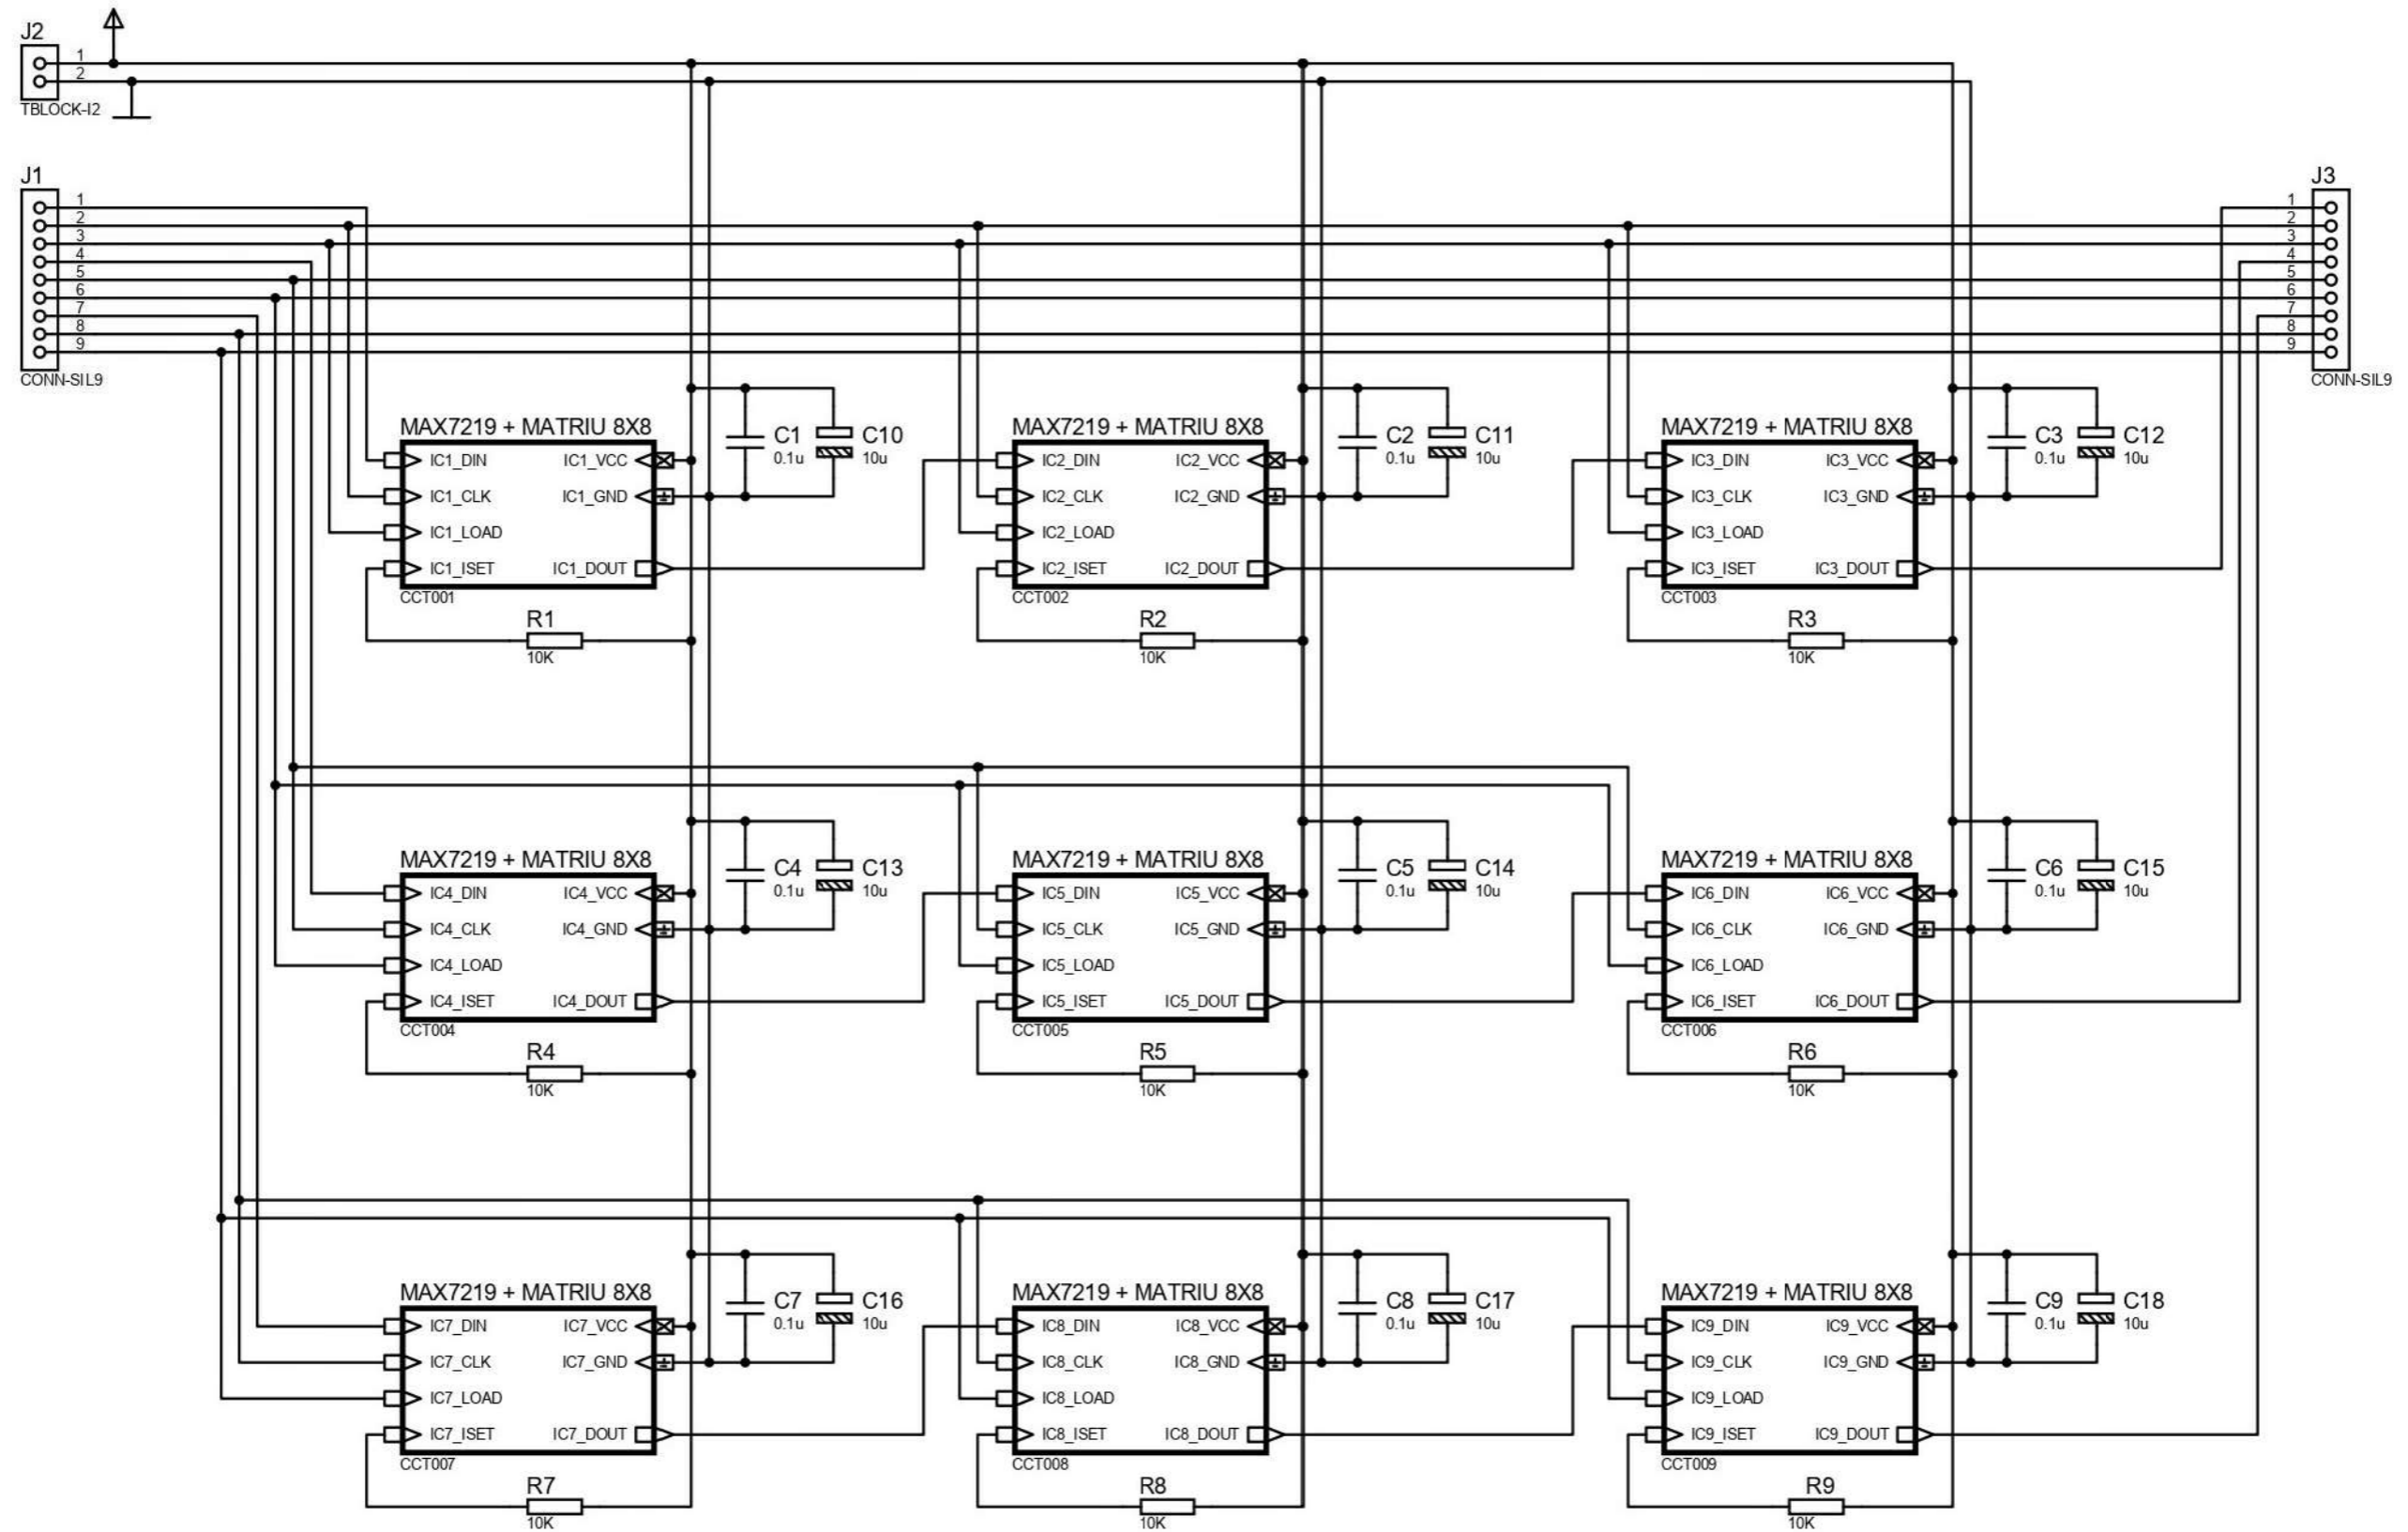 J2
1
2
TBLOCK-I2
J1
1
2
3
4
5
6
7
8
9
CONN-SIL9
J3
1
2
3
4
5
6
7
8
9
CONN-SIL9
MAX7219 + MATRIU 8X8
IC1_DIN IC1_VCC
IC1_CLK IC1_GND
IC1_LOAD
IC1_ISET IC1_DOUT
CCT001
C1
0.1u
C10
10u
R1
10K
MAX7219 + MATRIU 8X8
IC2_DIN IC2_VCC
IC2_CLK IC2_GND
IC2_LOAD
IC2_ISET IC2_DOUT
CCT002
C2
0.1u
C11
10u
R2
10K
MAX7219 + MATRIU 8X8
IC3_DIN IC3_VCC
IC3_CLK IC3_GND
IC3_LOAD
IC3_ISET IC3_DOUT
CCT003
C3
0.1u
C12
10u
R3
10K
MAX7219 + MATRIU 8X8
IC4_DIN IC4_VCC
IC4_CLK IC4_GND
IC4_LOAD
IC4_ISET IC4_DOUT
CCT004
C4
0.1u
C13
10u
R4
10K
MAX7219 + MATRIU 8X8
IC5_DIN IC5_VCC
IC5_CLK IC5_GND
IC5_LOAD
IC5_ISET IC5_DOUT
CCT005
C5
0.1u
C14
10u
R5
10K
MAX7219 + MATRIU 8X8
IC6_DIN IC6_VCC
IC6_CLK IC6_GND
IC6_LOAD
IC6_ISET IC6_DOUT
CCT006
C6
0.1u
C15
10u
R6
10K
MAX7219 + MATRIU 8X8
IC7_DIN IC7_VCC
IC7_CLK IC7_GND
IC7_LOAD
IC7_ISET IC7_DOUT
CCT007
C7
0.1u
C16
10u
R7
10K
MAX7219 + MATRIU 8X8
IC8_DIN IC8_VCC
IC8_CLK IC8_GND
IC8_LOAD
IC8_ISET IC8_DOUT
CCT008
C8
0.1u
C17
10u
R8
10K
MAX7219 + MATRIU 8X8
IC9_DIN IC9_VCC
IC9_CLK IC9_GND
IC9_LOAD
IC9_ISET IC9_DOUT
CCT009
C9
0.1u
C18
10u
R9
10K